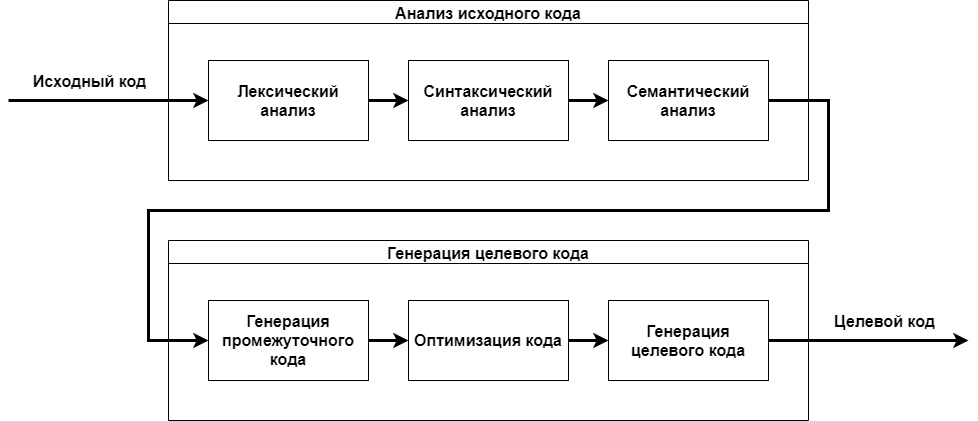 Анализ исходного кода
Исходный код
Лексический
анализ
Синтаксический
анализ
Семантический
анализ
Генерация целевого кода
Генерация
промежуточного
кода
Оптимизация кода
Генерация
целевого кода
Целевой код